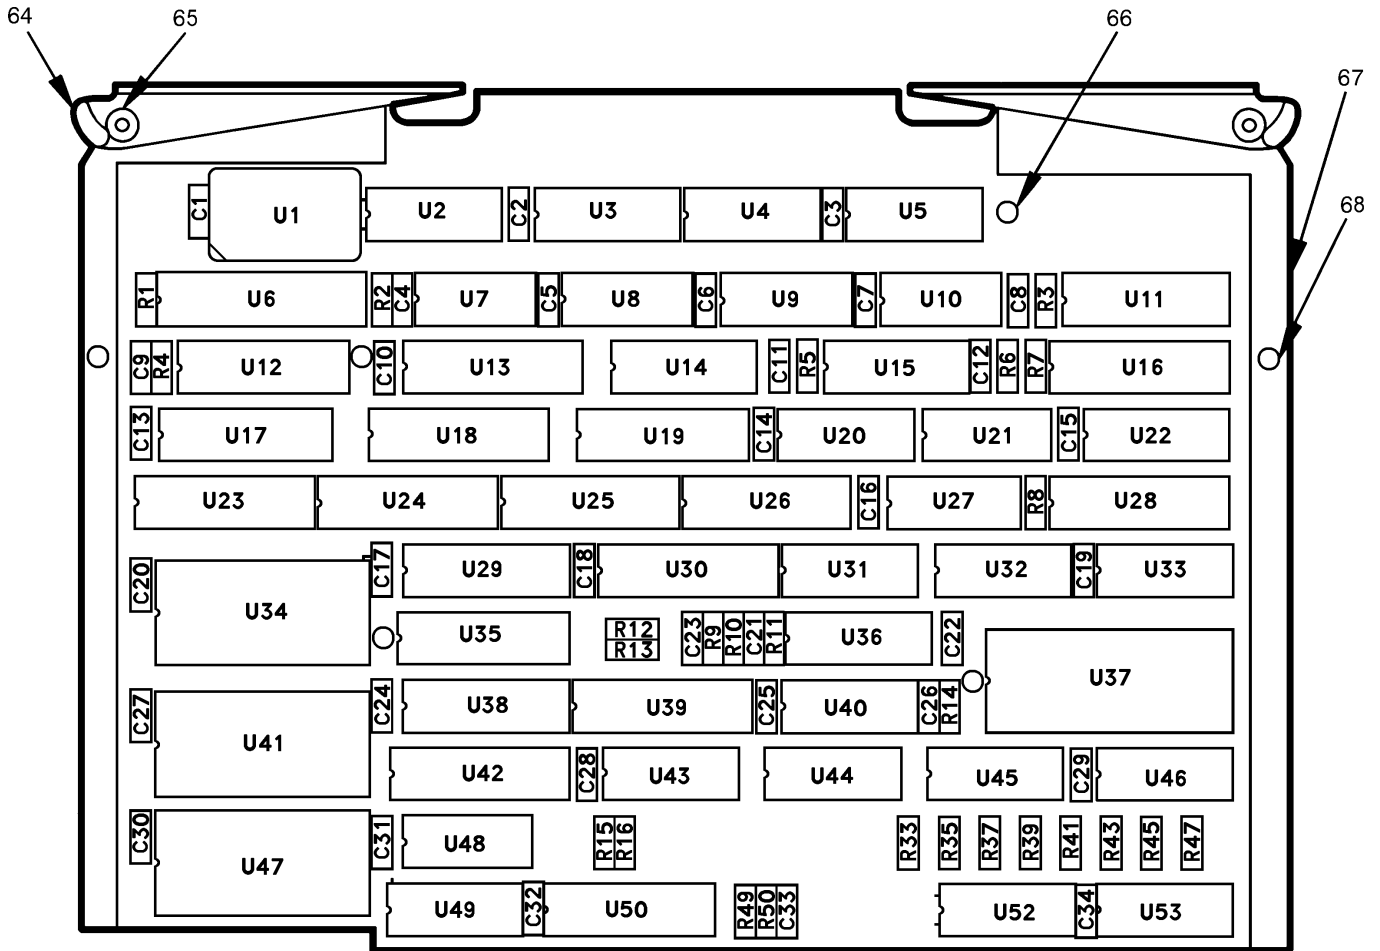 64 65 66
67
68
C1 U1 U2 C2 U3 U4 C3 U5
R1 U6 R2 C4 U7 C5 U8 C6 U9 C7 U10 C8 R3 U11
C9 R4 U12 C10 U13 U14 C11 R5 U15 C12 R6 R7 U16
C13 U17 U18 U19 C14 U20 U21 C15 U22
U23 U24 U25 U26 C16 U27 R8 U28
C20 U34 C17 U29 C18 U30 U31 U32 C19 U33
U35 R12 C23 R9 R10 C21 R11 U36 C22
R13
U37
C27 U41 C24 U38 U39 C25 U40 C26 R14
U42 C28 U43 U44 U45 C29 U46
C30 U47 C31 U48 R15 R16 R33 R35 R37 R39 R41 R43 R45 R47
U49 C32 U50 R49 R50 C33 U52 C34 U53